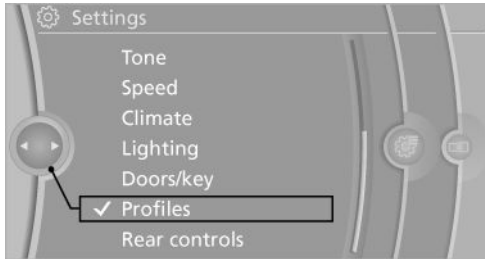 Settings
Tone
Speed
Climate
Lighting
Doors/key
✓ Profiles
Rear controls